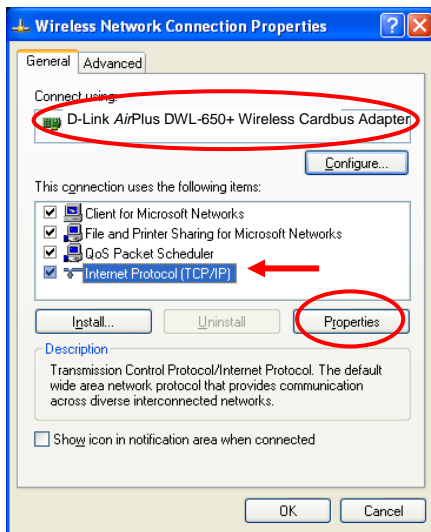 Wireless Network Connection Properties
General Advanced
Connect using:
D-Link AirPlus DWL-650+ Wireless Cardbus Adapter
Configure...
This connection uses the following items:
Client for Microsoft Networks
File and Printer Sharing for Microsoft Networks
QoS Packet Scheduler
Internet Protocol (TCP/IP)
Install... Uninstall Properties
Description
Transmission Control Protocol/Internet Protocol. The default
wide area network protocol that provides communication
across diverse interconnected networks.
Show icon in notification area when connected
OK Cancel